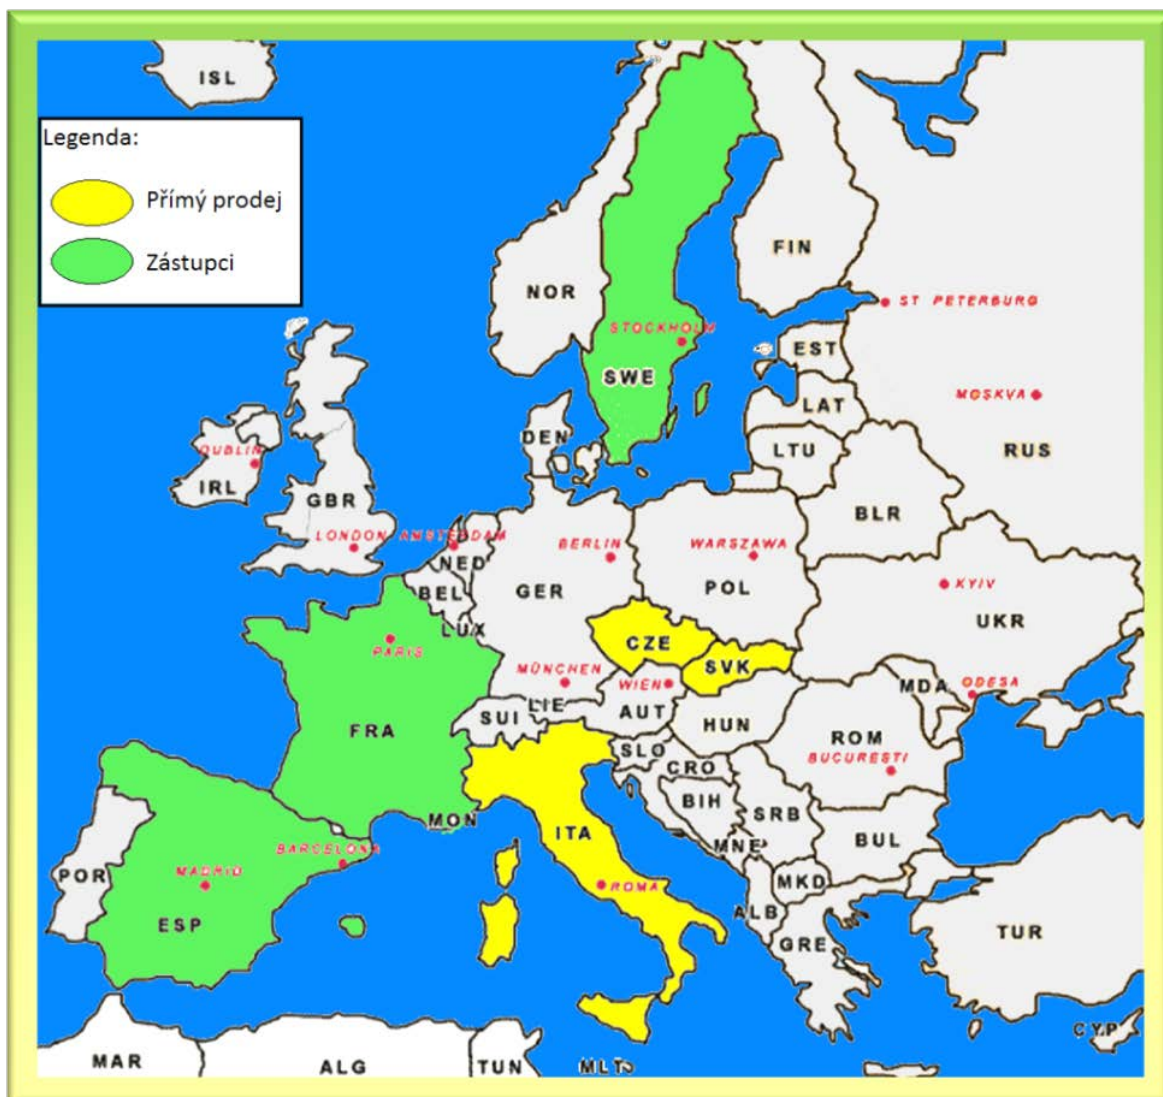 ISL
Legenda:
Přímý prodej
Zástupci
FIN
NOR
ST PETERBURG
STOCKHOLM
EST
SWE
MOSKVA
LAT
DEN
DUBLIN
LTU
RUS
IRL
GBR
BLR
LONDON
AMSTERDAM
BERLIN
WARSZAWA
NED
BEL
GER
POL
KYIV
UKR
LUX
PARIS
CZE
SVK
MÜNCHEN
WIEN
ODESA
MDA
LIE
SUI
AUT
HUN
FRA
ROM
SLO
BUCURESTI
CRO
BIH
SRB
MON
ITA
MNE
BUL
BARCELONA
POR
MADRID
ROMA
MKD
ALB
ESP
GRE
TUR
CYP
MAR
ALG
TUN
MLT